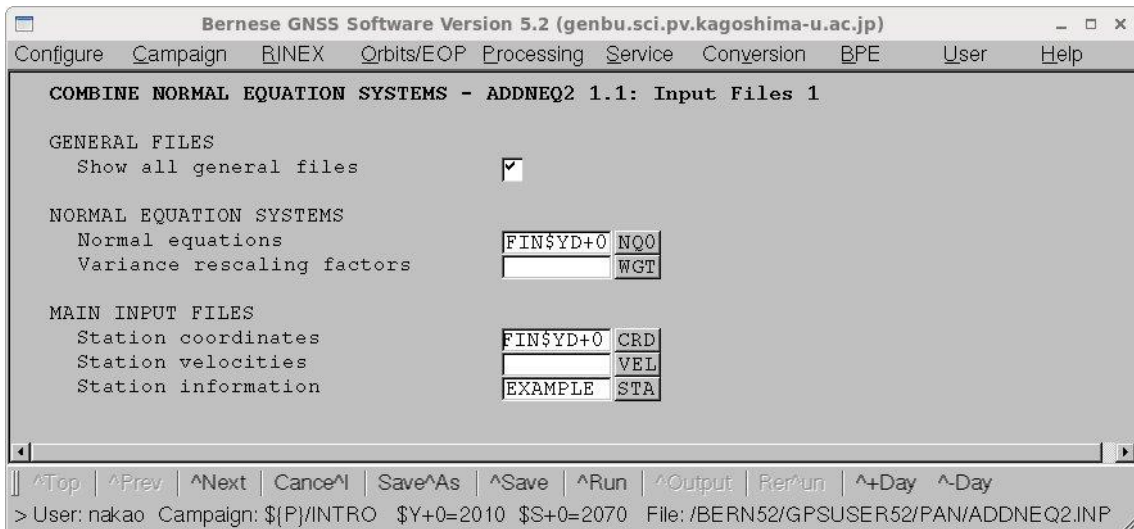 Bernese GNSS Software Version 5.2 (genbu.sci.pv.kagoshima-u.ac.jp)
Configure Campaign RINEX Orbits/EOP Processing Service Conversion BPE User Help
COMBINE NORMAL EQUATION SYSTEMS - ADDNEQ2 1.1: Input Files 1
GENERAL FILES
Show all general files
NORMAL EQUATION SYSTEMS
Normal equations FIN$YD+0 NQ0
Variance rescaling factors WGT
MAIN INPUT FILES
Station coordinates FIN$YD+0 CRD
Station velocities VEL
Station information EXAMPLE STA
^Top | ^Prev | ^Next | Cance^l | Save^As | ^Save | ^Run | ^Output | Rer^un | ^+Day ^-Day
> User: nakao Campaign: ${P}/INTRO $Y+0=2010 $S+0=2070 File: /BERN52/GPSUSER52/PAN/ADDNEQ2.INP